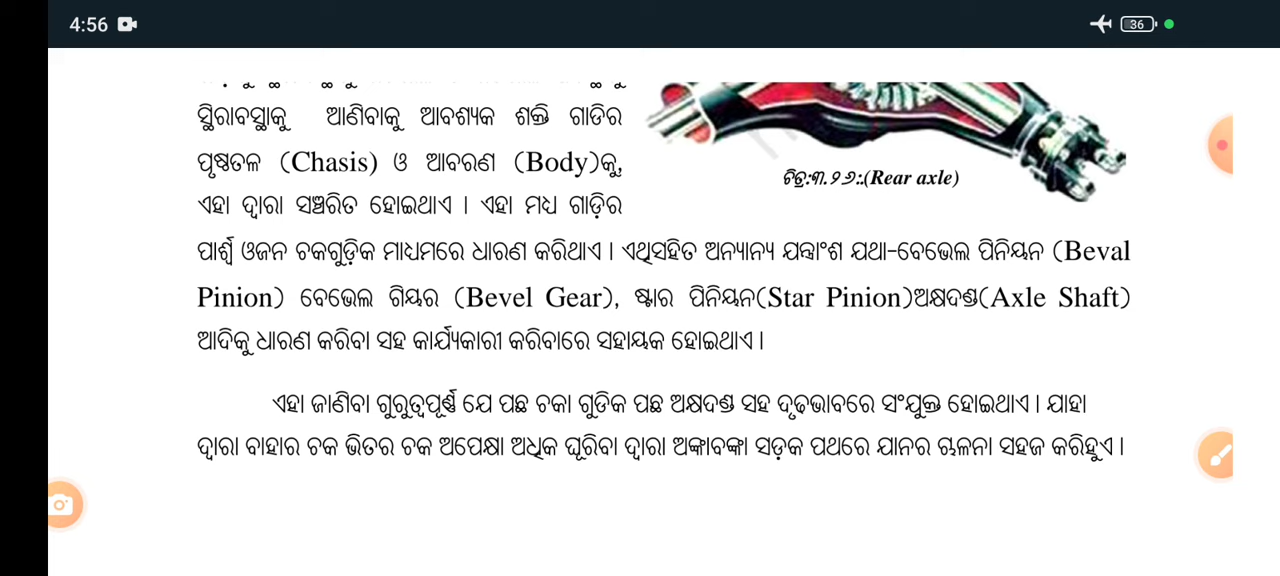 4:56
36
ସ୍ଥିରାବସ୍ଥାକୁ ଆଣିବାକୁ ଆବଶ୍ୟକ ଶକ୍ତି ଗାଡିର
ପୃଷ୍ଠତଳ (Chasis) ଓ ଆବରଣ (Body)କୁ,
ଏହା ଦ୍ୱାରା ସଞ୍ଚରିତ ହୋଇଥାଏ । ଏହା ମଧ୍ୟ ଗାଡ଼ିର
ଚିତ୍ର:୩.୨୬:.(Rear axle)
ପାର୍ଶ୍ୱ ଓଜନ ଚକଗୁଡ଼ିକ ମାଧ୍ୟମରେ ଧାରଣ କରିଥାଏ । ଏଥିସହିତ ଅନ୍ୟାନ୍ୟ ଯନ୍ତ୍ରାଂଶ ଯଥା-ବେଭେଲ ପିନିୟନ (Beval
Pinion) ବେଭେଲ ଗିୟର (Bevel Gear), ଷ୍ଟାର ପିନିୟନ(Star Pinion)ଅକ୍ଷଦଣ୍ଡ(Axle Shaft)
ଆଦିକୁ ଧାରଣ କରିବା ସହ କାର୍ଯ୍ୟକାରୀ କରିବାରେ ସହାୟକ ହୋଇଥାଏ ।
ଏହା ଜାଣିବା ଗୁରୁତ୍ୱପୂର୍ଣ୍ଣ ଯେ ପଛ ଚକା ଗୁଡିକ ପଛ ଅକ୍ଷଦଣ୍ଡ ସହ ଦୃଢଭାବରେ ସଂଯୁକ୍ତ ହୋଇଥାଏ । ଯାହା
ଦ୍ୱାରା ବାହାର ଚକ ଭିତର ଚକ ଅପେକ୍ଷା ଅଧିକ ଘୂରିବା ଦ୍ୱାରା ଅଙ୍କାବଙ୍କା ସଡ଼କ ପଥରେ ଯାନର ଚାଳନା ସହଜ କରିହୁଏ ।